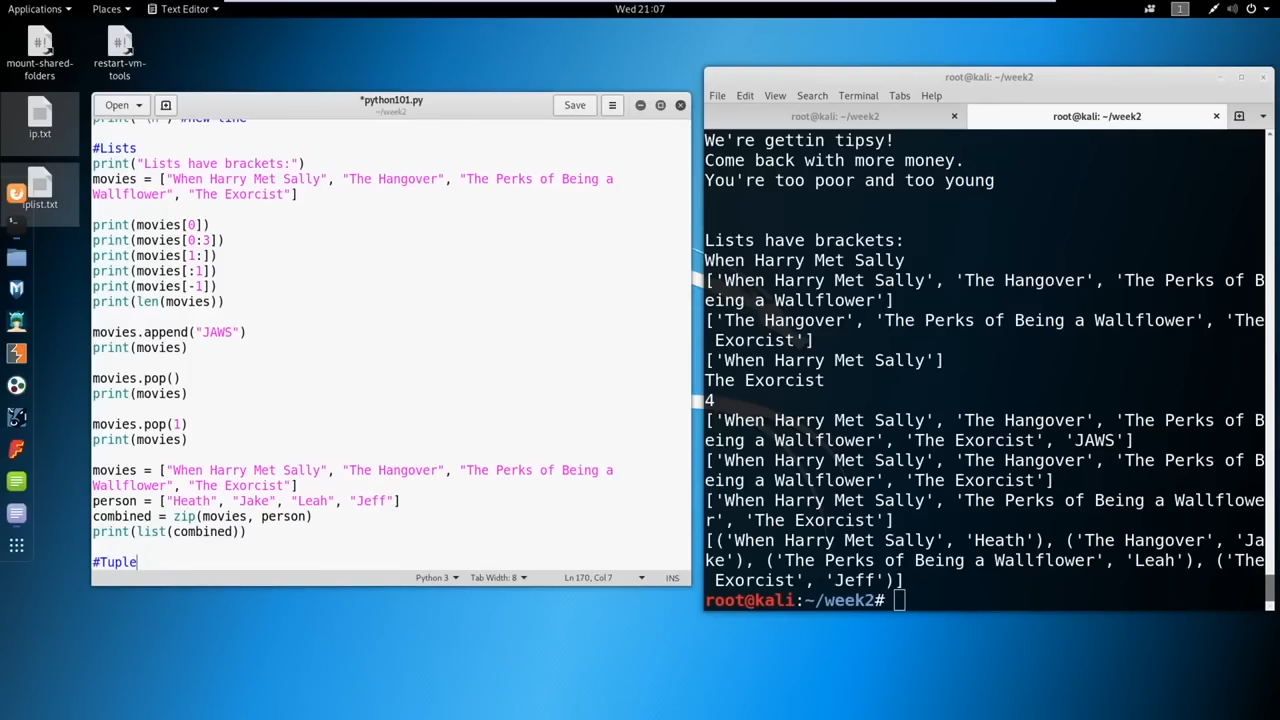 Applications
Places
Text Editor
Wed 21:07
1
mount-shared-folders
restart-vm-tools
ip.txt
iplist.txt
Open
*python101.py
~/week2
Save
#Lists
print("Lists have brackets:")
movies = ["When Harry Met Sally", "The Hangover", "The Perks of Being a
Wallflower", "The Exorcist"]
print(movies[0])
print(movies[0:3])
print(movies[1:])
print(movies[:1])
print(movies[-1])
print(len(movies))
movies.append("JAWS")
print(movies)
movies.pop()
print(movies)
movies.pop(1)
print(movies)
movies = ["When Harry Met Sally", "The Hangover", "The Perks of Being a
Wallflower", "The Exorcist"]
person = ["Heath", "Jake", "Leah", "Jeff"]
combined = zip(movies, person)
print(list(combined))
#Tuple
Python 3
Tab Width: 8
Ln 170, Col 7
INS
root@kali: ~/week2
File Edit View Search Terminal Tabs Help
root@kali: ~/week2
root@kali: ~/week2
We're gettin tipsy!
Come back with more money.
You're too poor and too young
Lists have brackets:
When Harry Met Sally
['When Harry Met Sally', 'The Hangover', 'The Perks of B
eing a Wallflower']
['The Hangover', 'The Perks of Being a Wallflower', 'The
 Exorcist']
['When Harry Met Sally']
The Exorcist
4
['When Harry Met Sally', 'The Hangover', 'The Perks of B
eing a Wallflower', 'The Exorcist', 'JAWS']
['When Harry Met Sally', 'The Hangover', 'The Perks of B
eing a Wallflower', 'The Exorcist']
['When Harry Met Sally', 'The Perks of Being a Wallflowe
r', 'The Exorcist']
[('When Harry Met Sally', 'Heath'), ('The Hangover', 'Ja
ke'), ('The Perks of Being a Wallflower', 'Leah'), ('The
 Exorcist', 'Jeff')]
root@kali:~/week2#